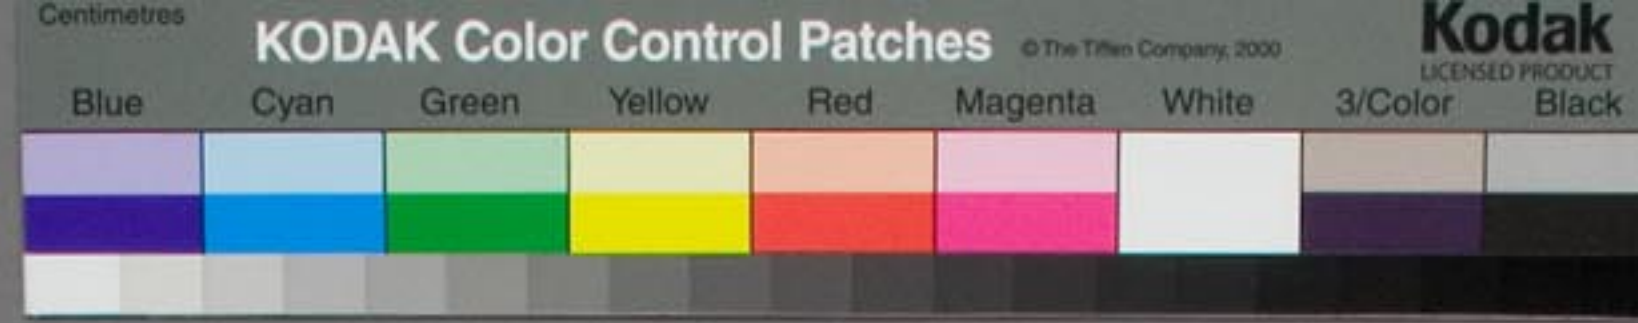 Centimetres
KODAK Color Control Patches © The Tiffen Company, 2000
Kodak
LICENSED PRODUCT
Blue Cyan Green Yellow Red Magenta White 3/Color Black